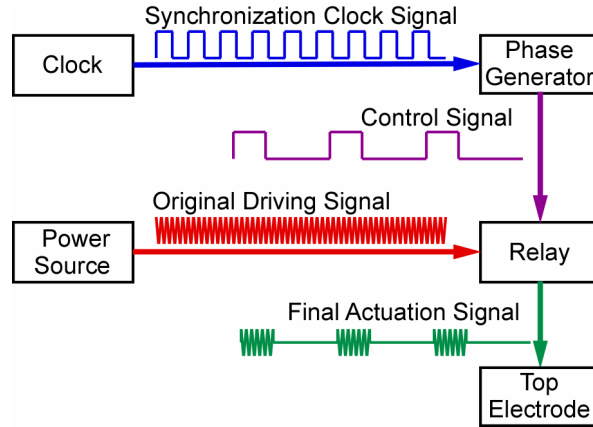 Synchronization Clock Signal
Clock
Phase
Generator
Control Signal
Original Driving Signal
Power
Source
Relay
Final Actuation Signal
Top
Electrode